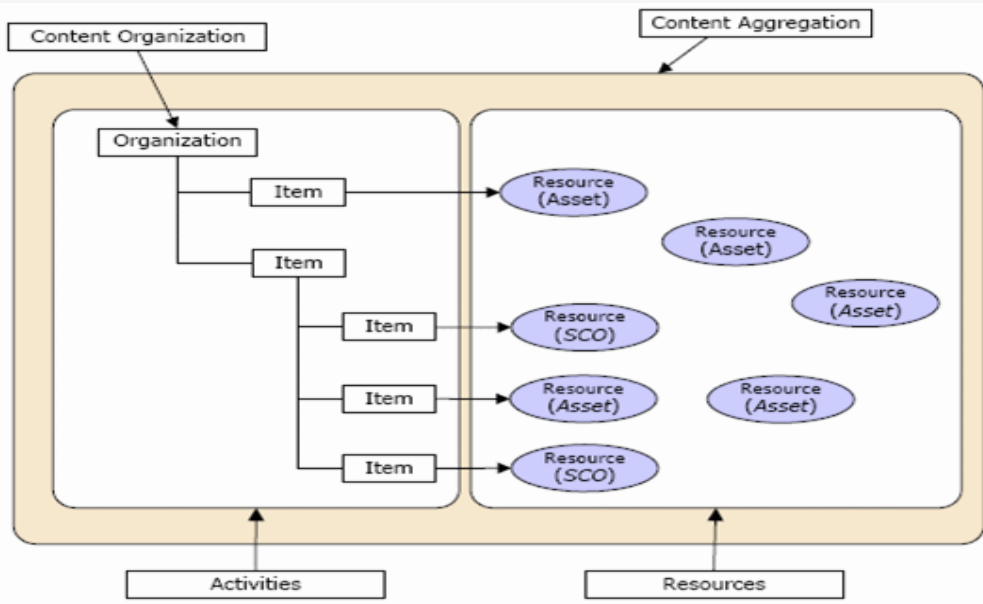 Content Organization
Content Aggregation
Organization
Item
Resource
(Asset)
Resource
(Asset)
Item
Resource
(Asset)
Item
Resource
(SCO)
Item
Resource
(Asset)
Resource
(Asset)
Item
Resource
(SCO)
Activities
Resources